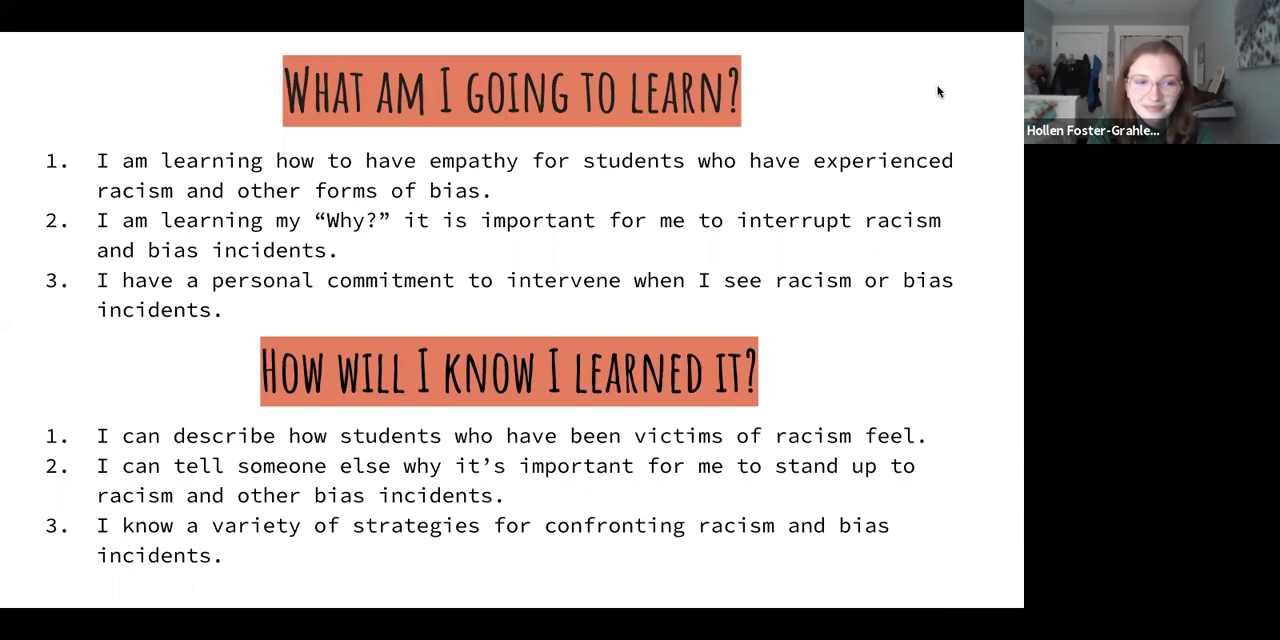 What am I going to learn?
1. I am learning how to have empathy for students who have experienced
racism and other forms of bias.
2. I am learning my “Why?” it is important for me to interrupt racism
and bias incidents.
3. I have a personal commitment to intervene when I see racism or bias
incidents.
How will I know I learned it?
1. I can describe how students who have been victims of racism feel.
2. I can tell someone else why it’s important for me to stand up to
racism and other bias incidents.
3. I know a variety of strategies for confronting racism and bias
incidents.
Hollen Foster-Grahle...